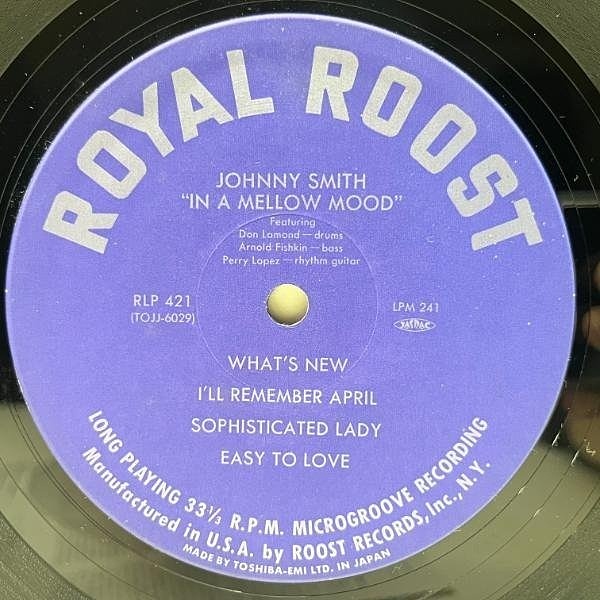 ROYAL ROOST
JOHNNY SMITH
"IN A MELLOW MOOD"
Featuring
Don Lamond—drums
Arnold Fishkin—bass
Perry Lopez—rhythm guitar
RLP 421
(TOJJ-6029)
LPM 241
JASRAC
WHAT'S NEW
I'LL REMEMBER APRIL
SOPHISTICATED LADY
EASY TO LOVE
LONG PLAYING 33⅓ R.P.M. MICROGROOVE RECORDING
Manufactured in U.S.A. by ROOST RECORDS, Inc., N.Y.
MADE BY TOSHIBA-EMI LTD. IN JAPAN